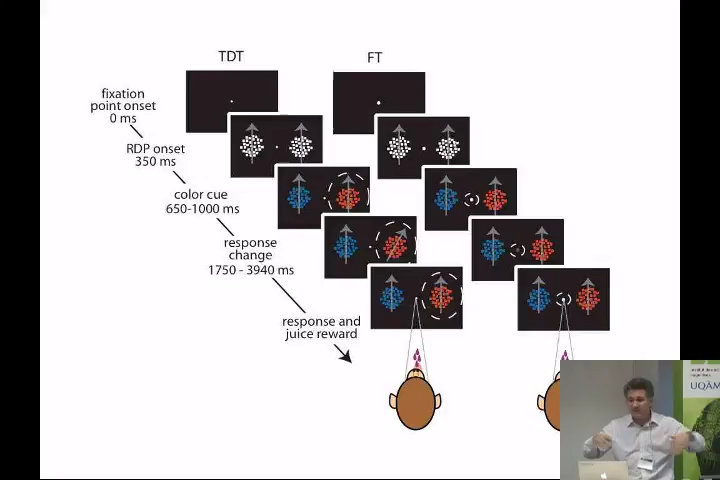 TDT
FT
fixation
point onset
0 ms
RDP onset
350 ms
color cue
650-1000 ms
response
change
1750 - 3940 ms
response and
juice reward
UQÀM